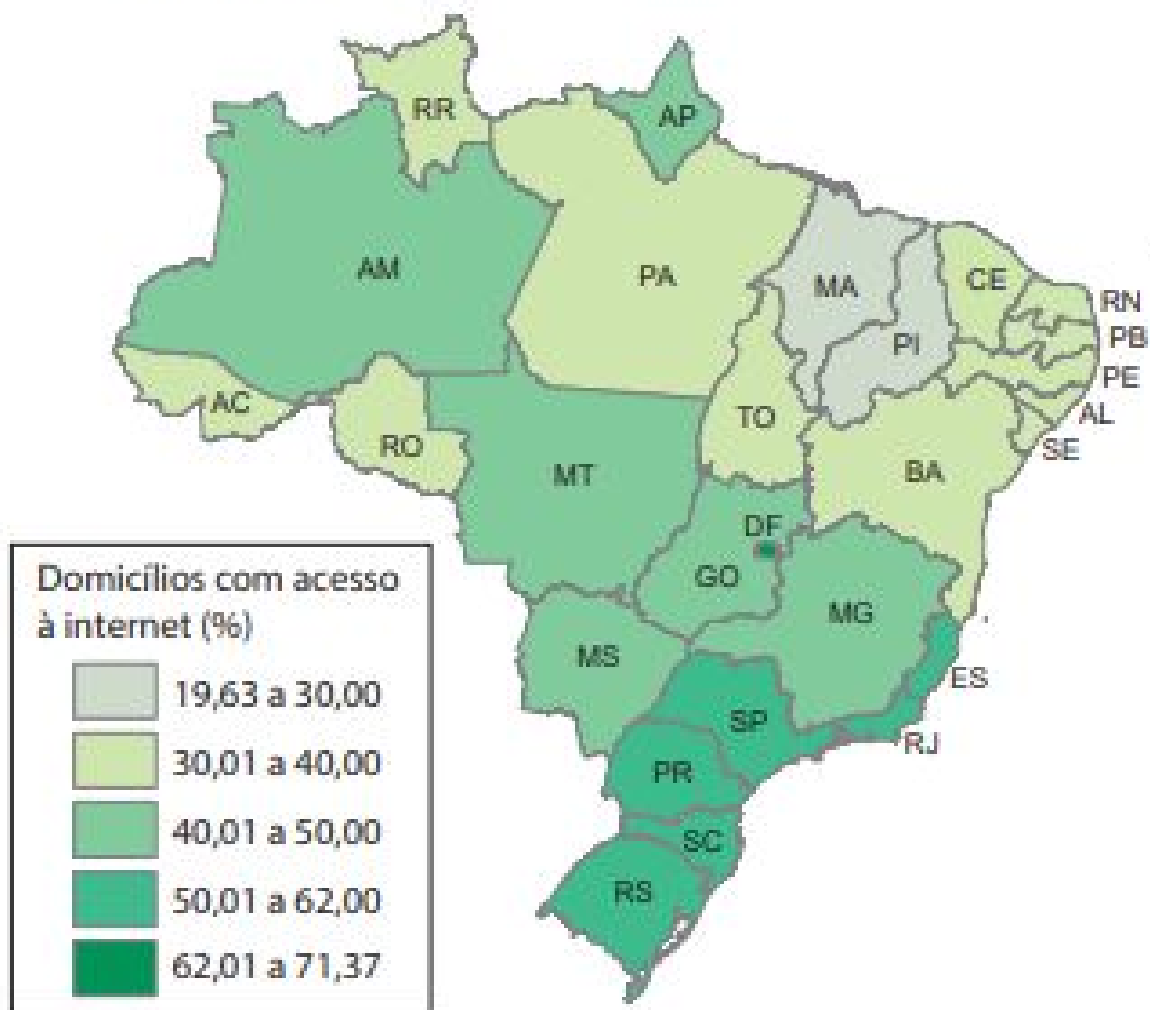 RR
AP
AM
PA
MA
CE
RN
PI
PB
PE
AC
TO
AL
RO
SE
MT
BA
DF
GO
MG
MS
ES
SP
RJ
PR
SC
RS
Domicílios com acesso
à internet (%)
19,63 a 30,00
30,01 a 40,00
40,01 a 50,00
50,01 a 62,00
62,01 a 71,37